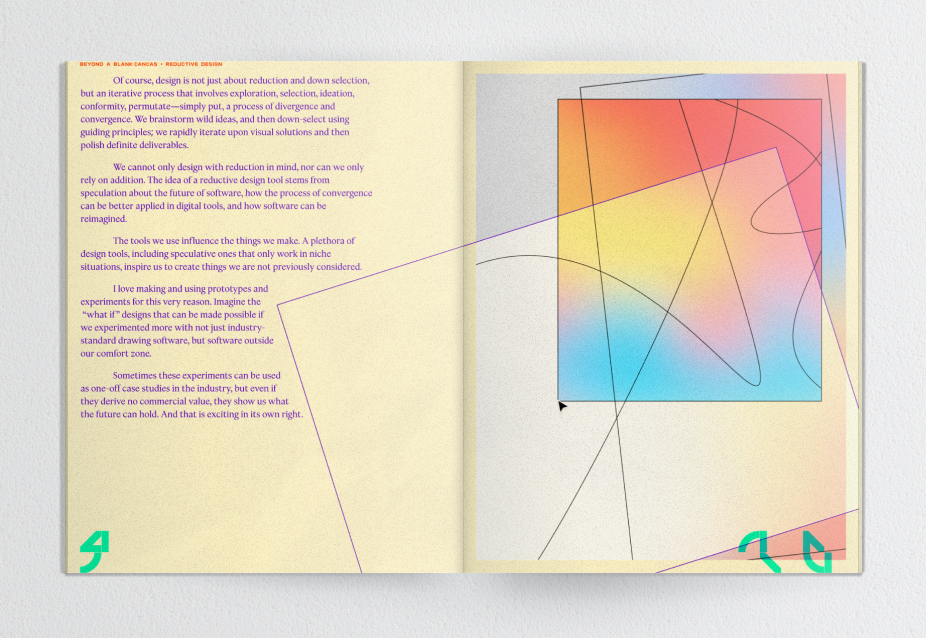 BEYOND A BLANK CANVAS • REDUCTIVE DESIGN
Of course, design is not just about reduction and down selection,
but an iterative process that involves exploration, selection, ideation,
conformity, permutate—simply put, a process of divergence and
convergence. We brainstorm wild ideas, and then down-select using
guiding principles; we rapidly iterate upon visual solutions and then
polish definite deliverables.
We cannot only design with reduction in mind, nor can we only
rely on addition. The idea of a reductive design tool stems from
speculation about the future of software, how the process of convergence
can be better applied in digital tools, and how software can be
reimagined.
The tools we use influence the things we make. A plethora of
design tools, including speculative ones that only work in niche
situations, inspire us to create things we are not previously considered.
I love making and using prototypes and
experiments for this very reason. Imagine the
“what if” designs that can be made possible if
we experimented more with not just industry-
standard drawing software, but software outside
our comfort zone.
Sometimes these experiments can be used
as one-off case studies in the industry, but even if
they derive no commercial value, they show us what
the future can hold. And that is exciting in its own right.